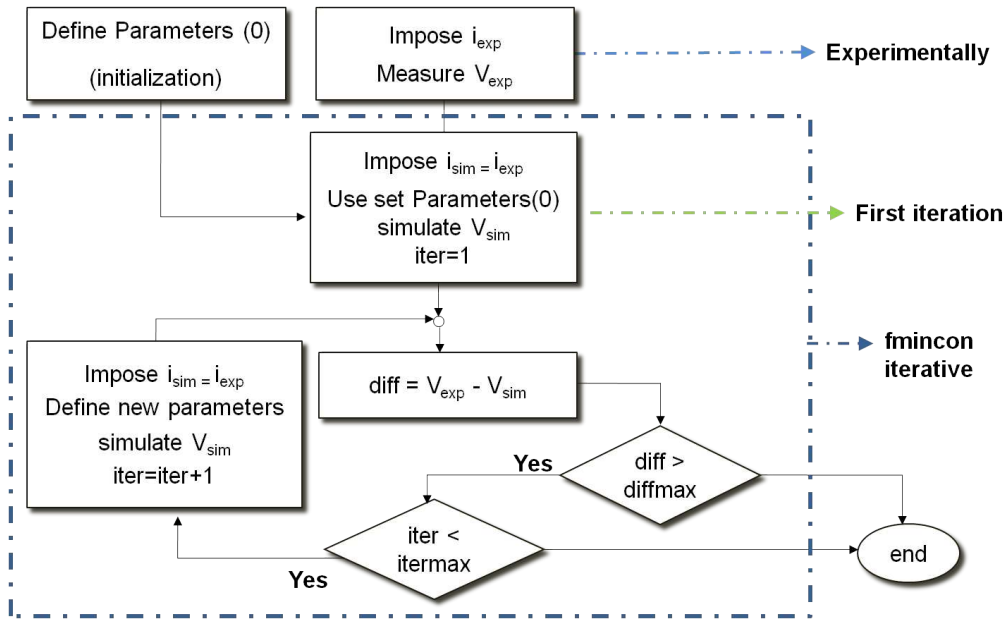 Define Parameters (0)
(initialization)
Impose i_exp
Measure V_exp
Experimentally
Impose i_sim = i_exp
Use set Parameters(0)
simulate V_sim
iter=1
First iteration
fmincon
iterative
Impose i_sim = i_exp
Define new parameters
simulate V_sim
iter=iter+1
diff = V_exp - V_sim
diff >
diffmax
Yes
iter <
itermax
Yes
end